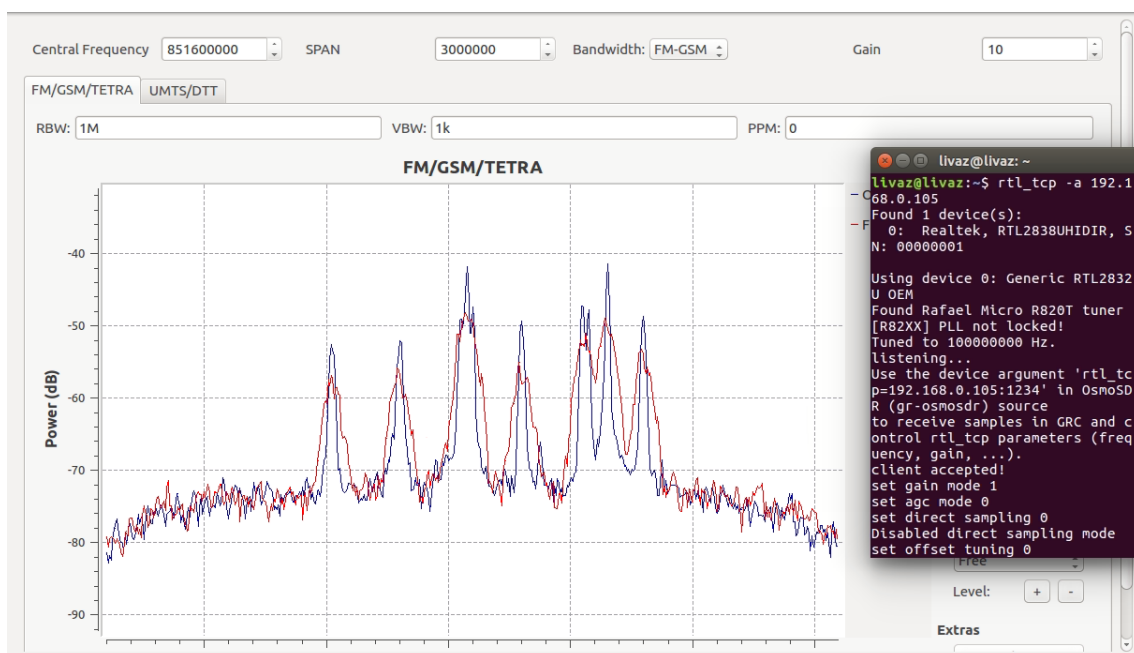 Central Frequency 851600000 SPAN 3000000 Bandwidth: FM-GSM Gain 10
FM/GSM/TETRA UMTS/DTT
RBW: 1M VBW: 1k PPM: 0
FM/GSM/TETRA
-40
-50
-60
-70
-80
-90
Power (dB)
livaz@livaz: ~
livaz@livaz:~$ rtl_tcp -a 192.1
68.0.105
Found 1 device(s):
0: Realtek, RTL2838UHIDIR, S
N: 00000001
Using device 0: Generic RTL2832
U OEM
Found Rafael Micro R820T tuner
[R82XX] PLL not locked!
Tuned to 100000000 Hz.
listening...
Use the device argument 'rtl_tc
p=192.168.0.105:1234' in OsmoSD
R (gr-osmosdr) source
to receive samples in GRC and c
ontrol rtl_tcp parameters (freq
uency, gain, ...).
client accepted!
set gain mode 1
set agc mode 0
set direct sampling 0
Disabled direct sampling mode
set offset tuning 0
Free
Level: + -
Extras